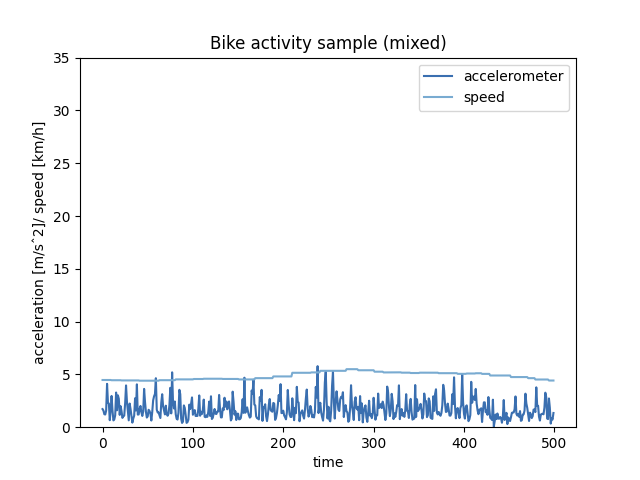 Bike activity sample (mixed)
accelerometer
speed
35
30
25
20
15
10
5
0
acceleration [m/sˆ2]/ speed [km/h]
0 100 200 300 400 500
time